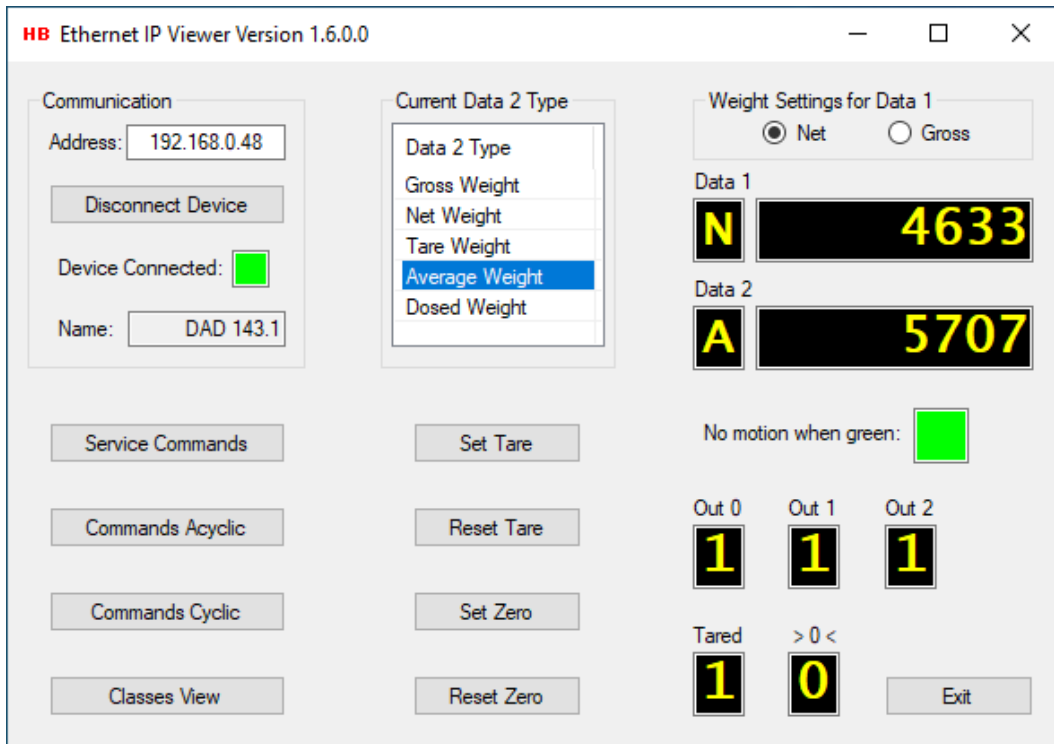 HB Ethernet IP Viewer Version 1.6.0.0
Communication
Address: 192.168.0.48
Disconnect Device
Device Connected:
Name: DAD 143.1
Current Data 2 Type
Data 2 Type
Gross Weight
Net Weight
Tare Weight
Average Weight
Dosed Weight
Weight Settings for Data 1
Net Gross
Data 1
N 4633
Data 2
A 5707
Service Commands
Commands Acyclic
Commands Cyclic
Classes View
Set Tare
Reset Tare
Set Zero
Reset Zero
No motion when green:
Out 0 Out 1 Out 2
1 1 1
Tared > 0 <
1 0
Exit